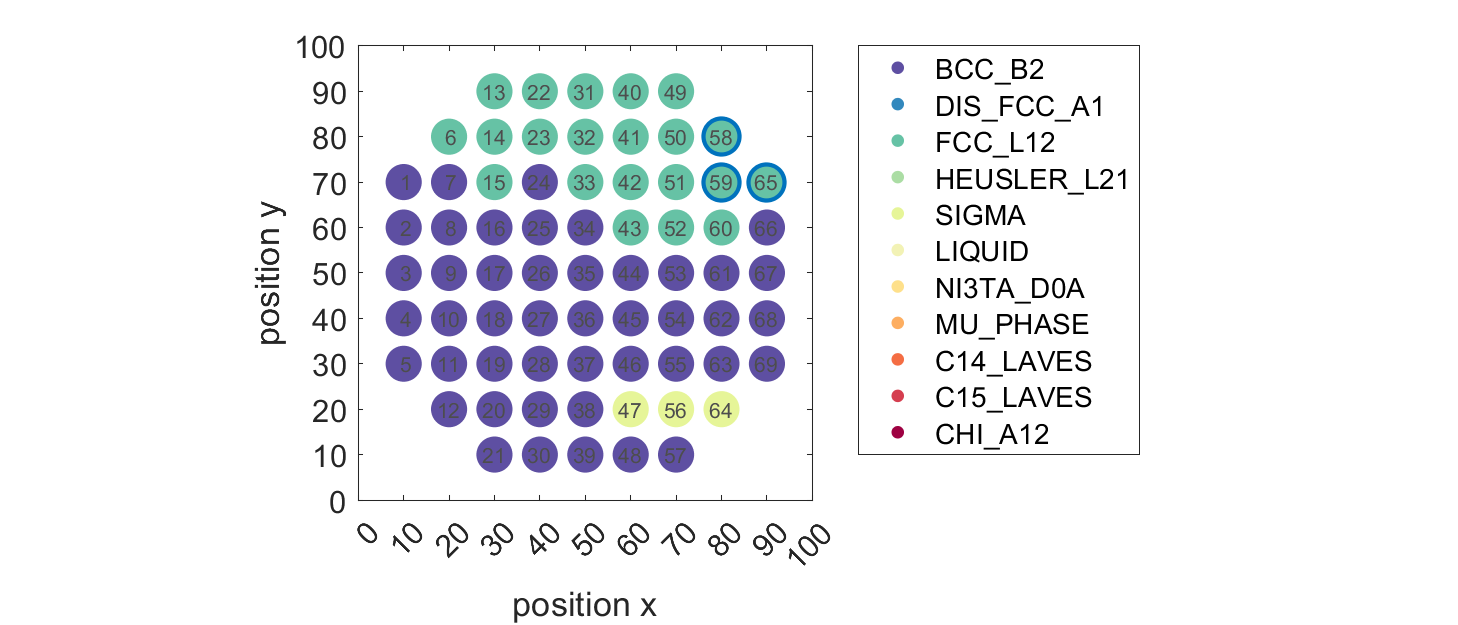 100
90
80
70
60
50
40
30
20
10
0
position y
13 22 31 40 49
6 14 23 32 41 50 58
1 7 15 24 33 42 51 59 65
2 8 16 25 34 43 52 60 66
3 9 17 26 35 44 53 61 67
4 10 18 27 36 45 54 62 68
5 11 19 28 37 46 55 63 69
12 20 29 38 47 56 64
21 30 39 48 57
0 10 20 30 40 50 60 70 80 90 100
position x
BCC_B2
DIS_FCC_A1
FCC_L12
HEUSLER_L21
SIGMA
LIQUID
NI3TA_D0A
MU_PHASE
C14_LAVES
C15_LAVES
CHI_A12